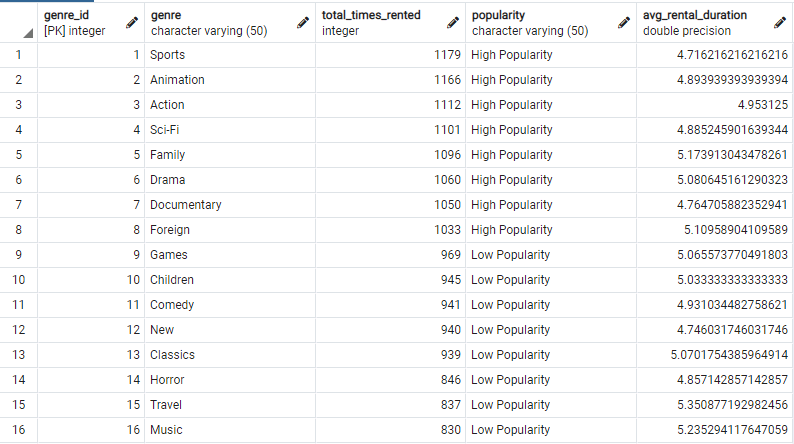 genre_id genre total_times_rented popularity avg_rental_duration
[PK] integer character varying (50) integer character varying (50) double precision
1 1 Sports 1179 High Popularity 4.716216216216216
2 2 Animation 1166 High Popularity 4.893939393939394
3 3 Action 1112 High Popularity 4.953125
4 4 Sci-Fi 1101 High Popularity 4.885245901639344
5 5 Family 1096 High Popularity 5.173913043478261
6 6 Drama 1060 High Popularity 5.080645161290323
7 7 Documentary 1050 High Popularity 4.764705882352941
8 8 Foreign 1033 High Popularity 5.10958904109589
9 9 Games 969 Low Popularity 5.065573770491803
10 10 Children 945 Low Popularity 5.033333333333333
11 11 Comedy 941 Low Popularity 4.931034482758621
12 12 New 940 Low Popularity 4.746031746031746
13 13 Classics 939 Low Popularity 5.0701754385964914
14 14 Horror 846 Low Popularity 4.857142857142857
15 15 Travel 837 Low Popularity 5.350877192982456
16 16 Music 830 Low Popularity 5.235294117647059